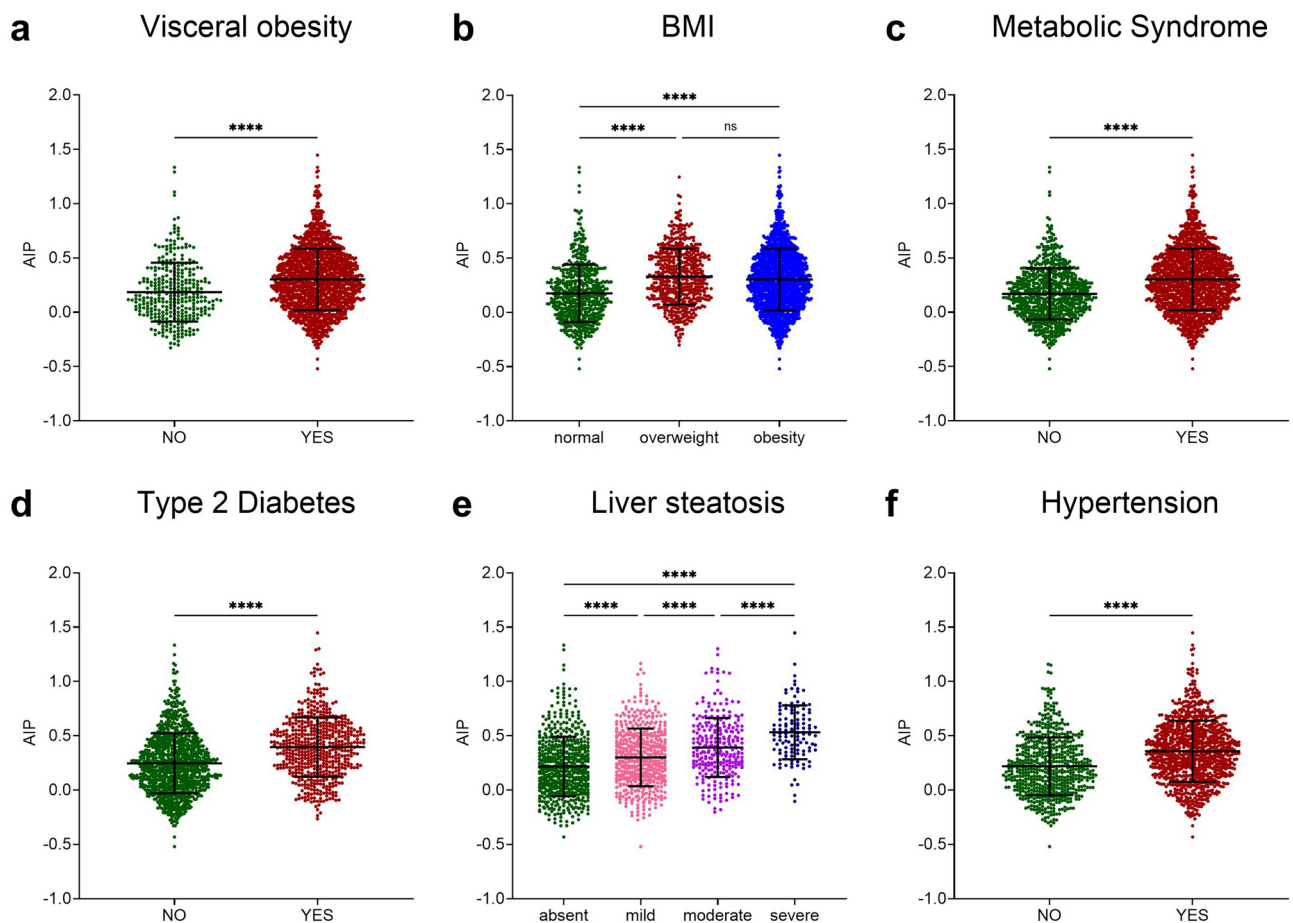 a Visceral obesity
2.0
1.5
1.0
0.5
0.0
-0.5
-1.0
AIP
****
NO YES
b BMI
2.0
1.5
1.0
0.5
0.0
-0.5
-1.0
AIP
****
**** ns
normal overweight obesity
c Metabolic Syndrome
2.0
1.5
1.0
0.5
0.0
-0.5
-1.0
AIP
****
NO YES
d Type 2 Diabetes
2.0
1.5
1.0
0.5
0.0
-0.5
-1.0
AIP
****
NO YES
e Liver steatosis
2.0
1.5
1.0
0.5
0.0
-0.5
-1.0
AIP
****
**** **** ****
absent mild moderate severe
f Hypertension
2.0
1.5
1.0
0.5
0.0
-0.5
-1.0
AIP
****
NO YES